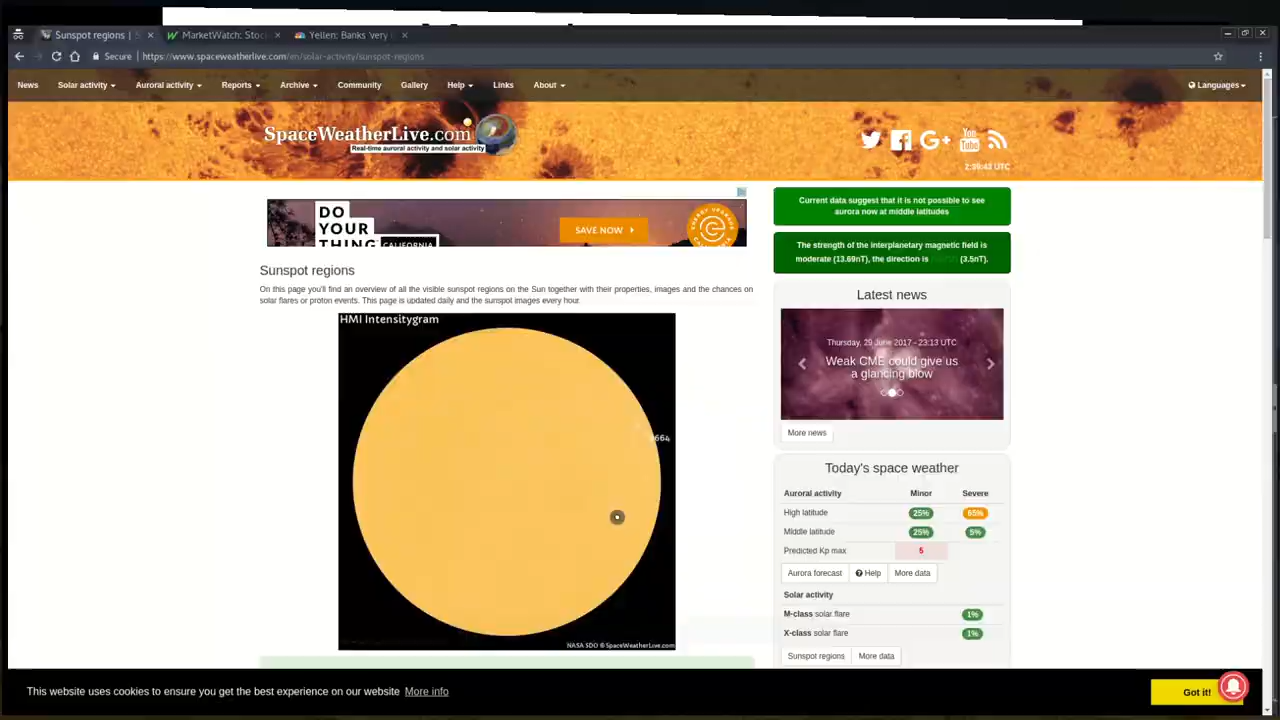 Sunspot regions | S
MarketWatch: Stoc
Yellen: Banks 'very
Secure
https://www.spaceweatherlive.com/en/solar-activity/sunspot-regions
News Solar activity Auroral activity Reports Archive Community Gallery Help Links About Languages
SpaceWeatherLive.com
Real-time auroral activity and solar activity
G+ You Tube
UTC
DO
YOUR
THING CALIFORNIA
SAVE NOW
ENERGY UPGRADE CALIFORNIA
Current data suggest that it is not possible to see
aurora now at middle latitudes
The strength of the interplanetary magnetic field is
moderate (13.69nT), the direction is (3.5nT).
Sunspot regions
On this page you'll find an overview of all the visible sunspot regions on the Sun together with their properties, images and the chances on
solar flares or proton events. This page is updated daily and the sunspot images every hour.
HMI Intensitygram
NASA SDO © SpaceWeatherLive.com
Latest news
Thursday, 29 June 2017 - 23:13 UTC
Weak CME could give us
a glancing blow
More news
Today's space weather
Auroral activity Minor Severe
High latitude 25% 65%
Middle latitude 25% 5%
Predicted Kp max 5
Aurora forecast Help More data
Solar activity
M-class solar flare 1%
X-class solar flare 1%
Sunspot regions More data
This website uses cookies to ensure you get the best experience on our website More info
Got it!